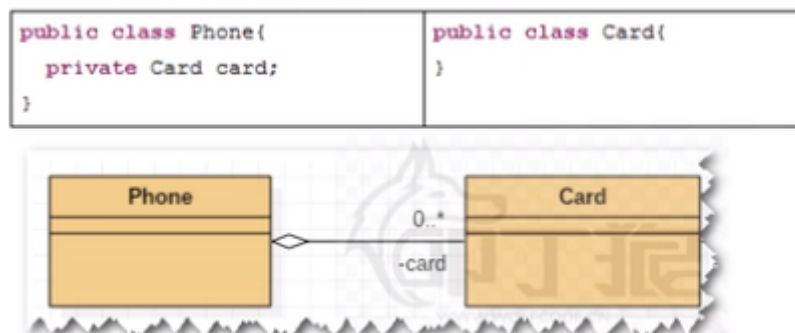 public class Phone{
private Card card;
}
public class Card{
}
Phone
Card
0..*
-card